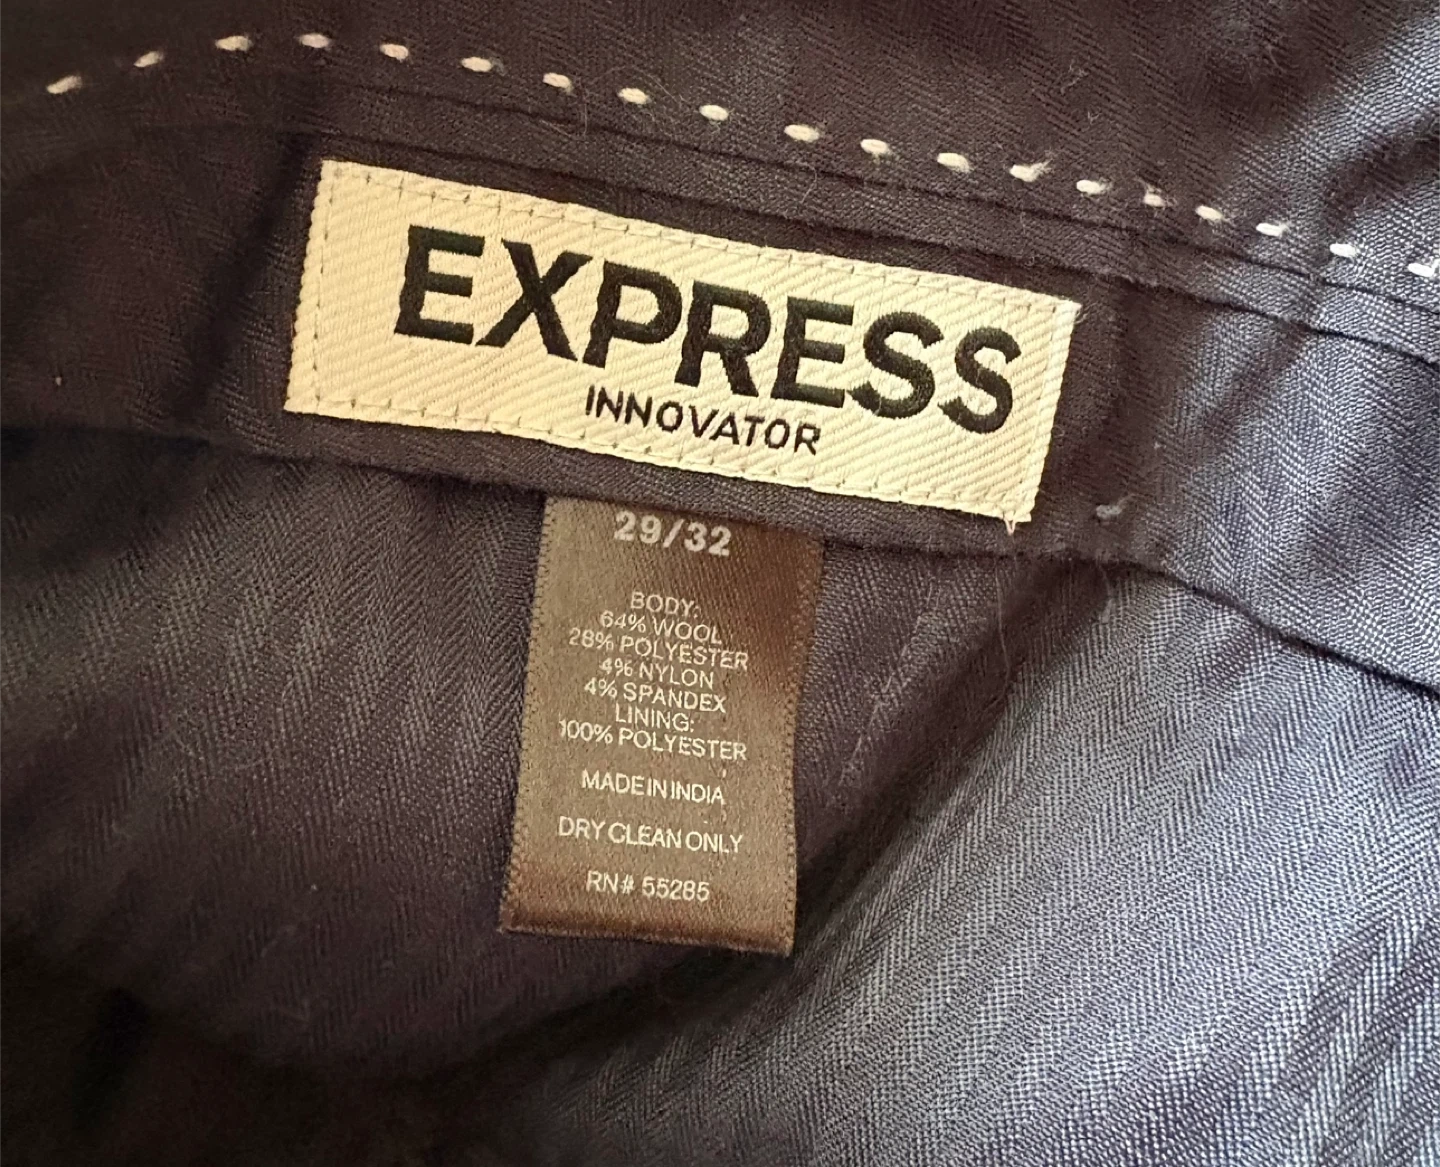 EXPRESS
INNOVATOR
29/32
BODY:
64% WOOL
28% POLYESTER
4% NYLON
4% SPANDEX
LINING:
100% POLYESTER
MADE IN INDIA
DRY CLEAN ONLY
RN# 55285